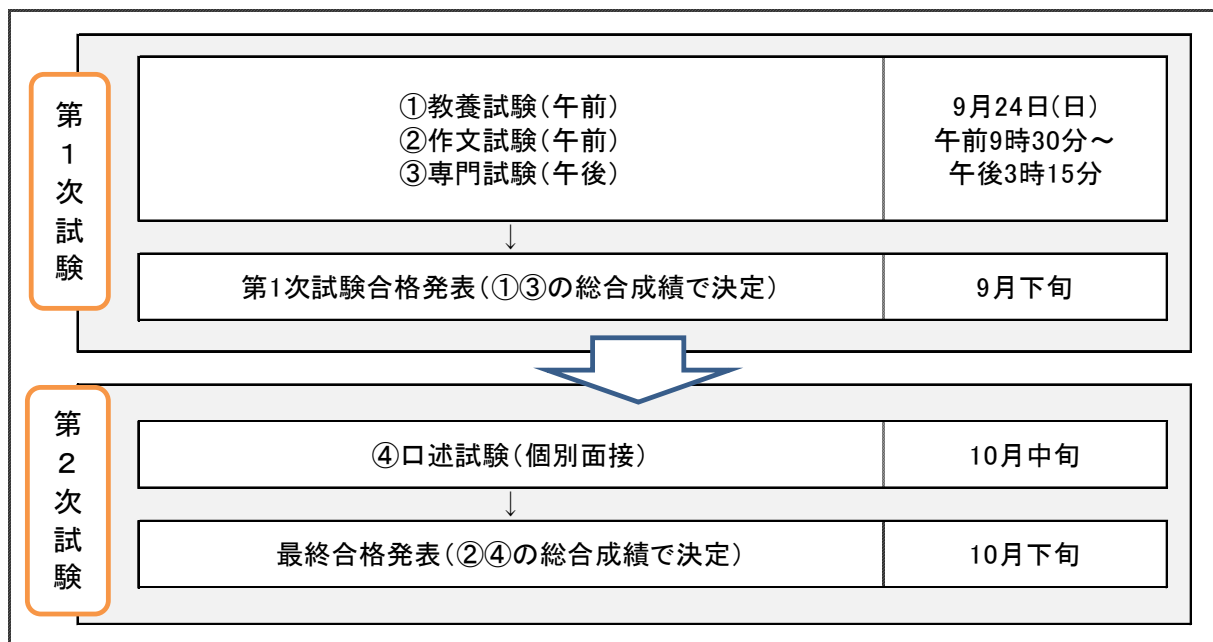 第1次試験
①教養試験(午前)
②作文試験(午前)
③専門試験(午後)
9月24日(日)
午前9時30分～
午後3時15分
↓
第1次試験合格発表(①③の総合成績で決定)
9月下旬
第2次試験
④口述試験(個別面接)
10月中旬
↓
最終合格発表(②④の総合成績で決定)
10月下旬